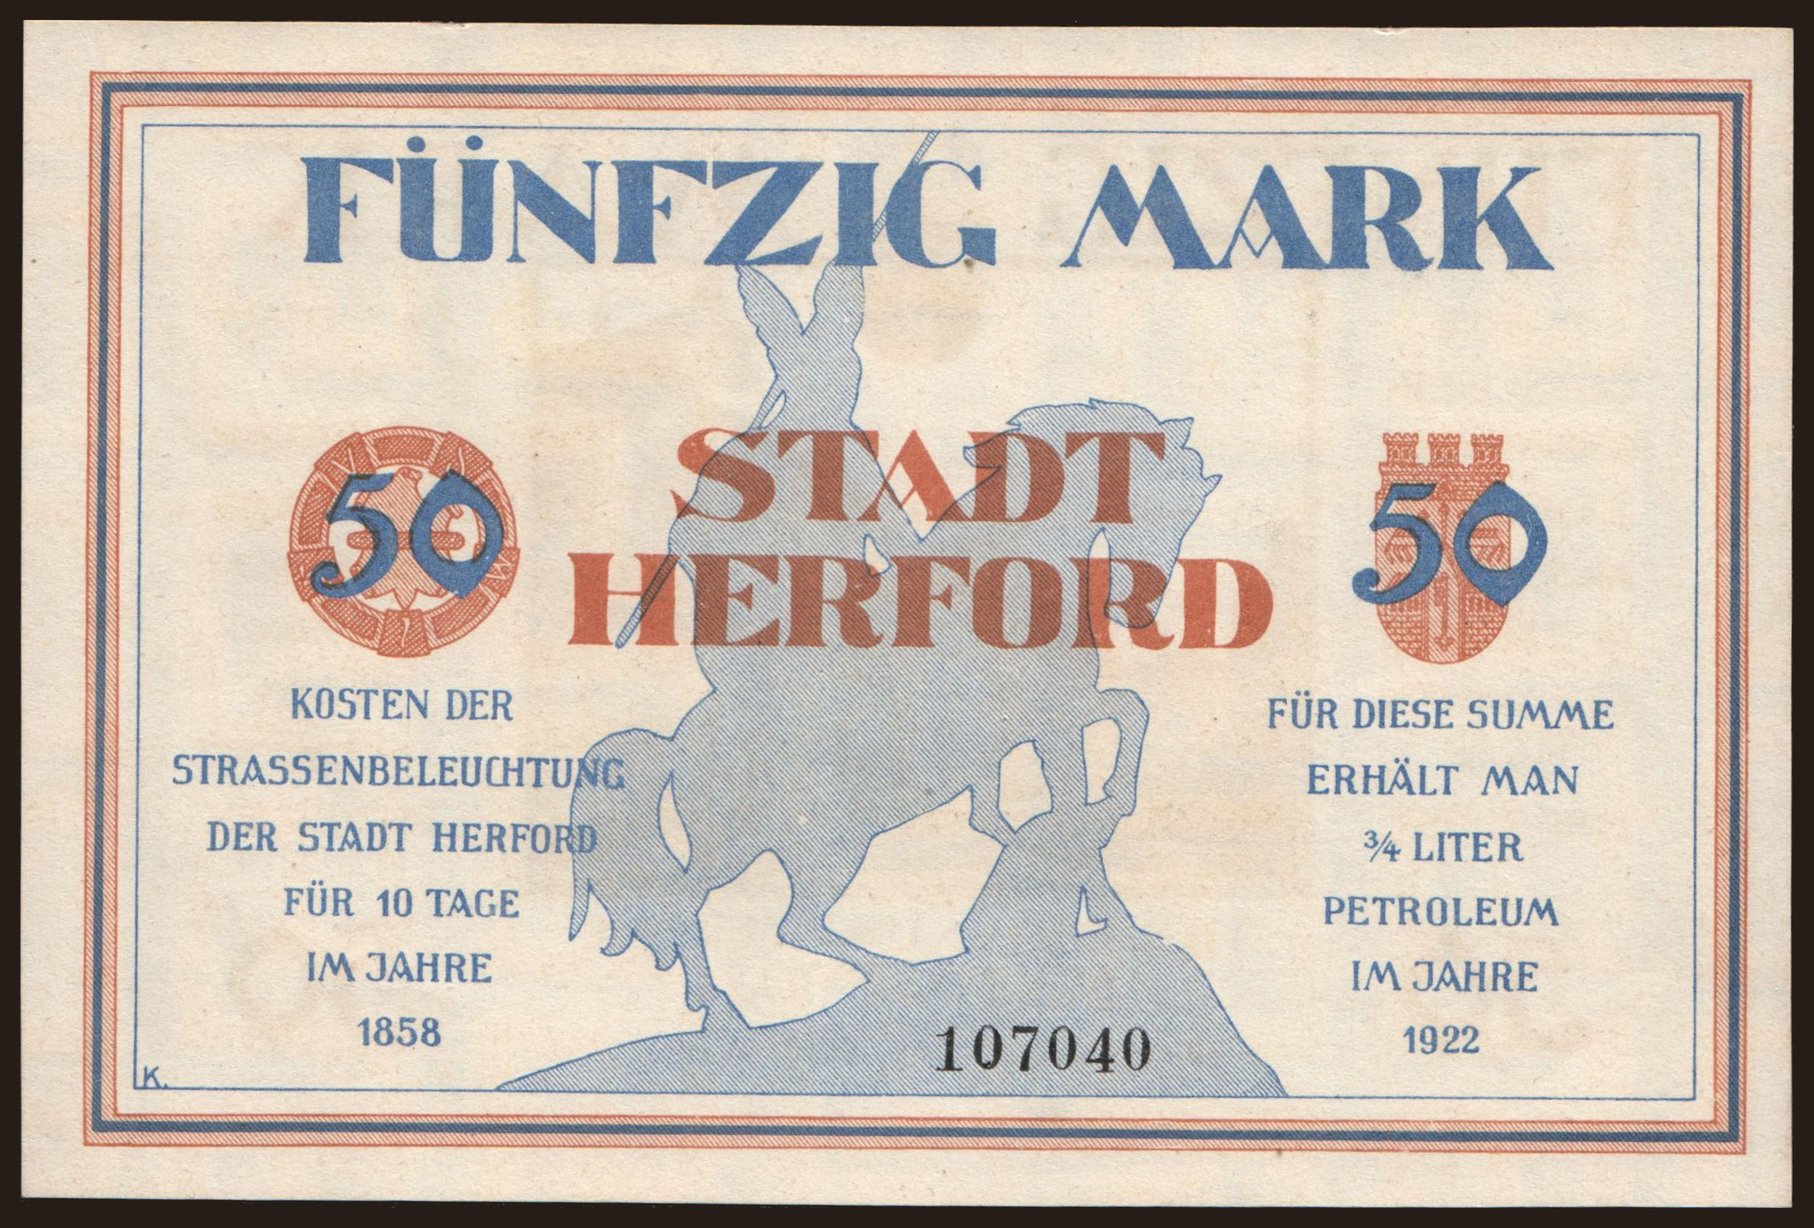 FÜNFZIG MARK
STADT
HERFORD
50
50
KOSTEN DER
STRASSENBELEUCHTUNG
DER STADT HERFORD
FÜR 10 TAGE
IM JAHRE
1858
FÜR DIESE SUMME
ERHÄLT MAN
¾ LITER
PETROLEUM
IM JAHRE
1922
107040
K.